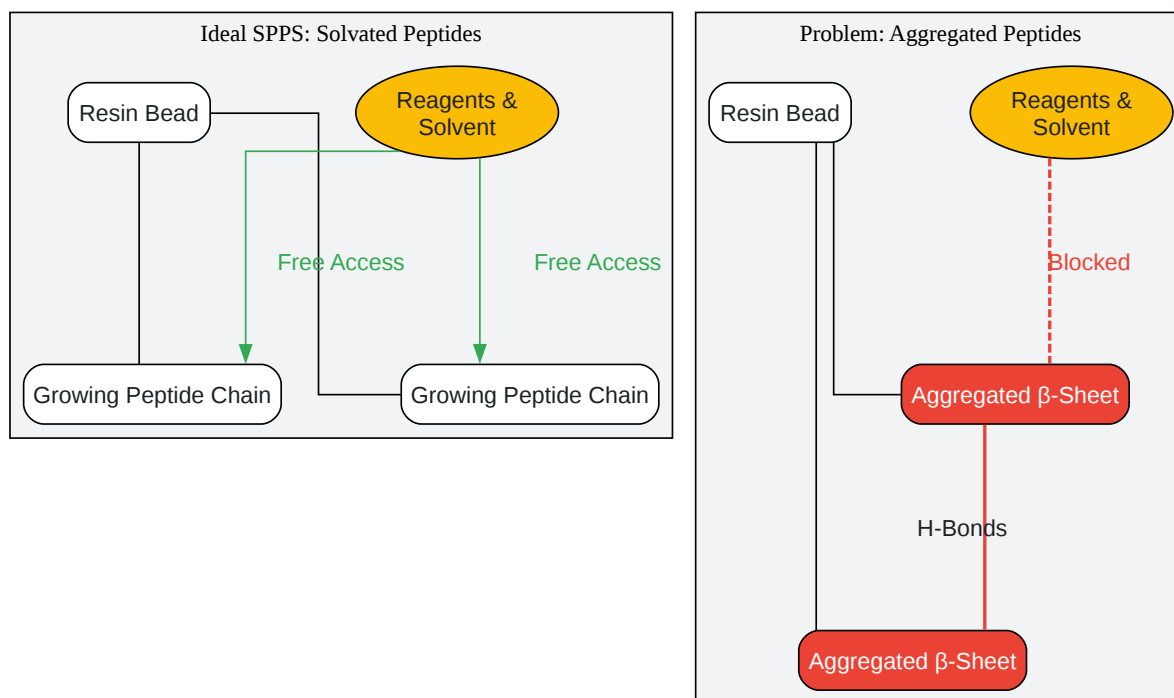 Ideal SPPS: Solvated Peptides
Resin Bead
Reagents &
Solvent
Free Access
Free Access
Growing Peptide Chain
Growing Peptide Chain
Problem: Aggregated Peptides
Resin Bead
Reagents &
Solvent
Blocked
Aggregated β-Sheet
H-Bonds
Aggregated β-Sheet